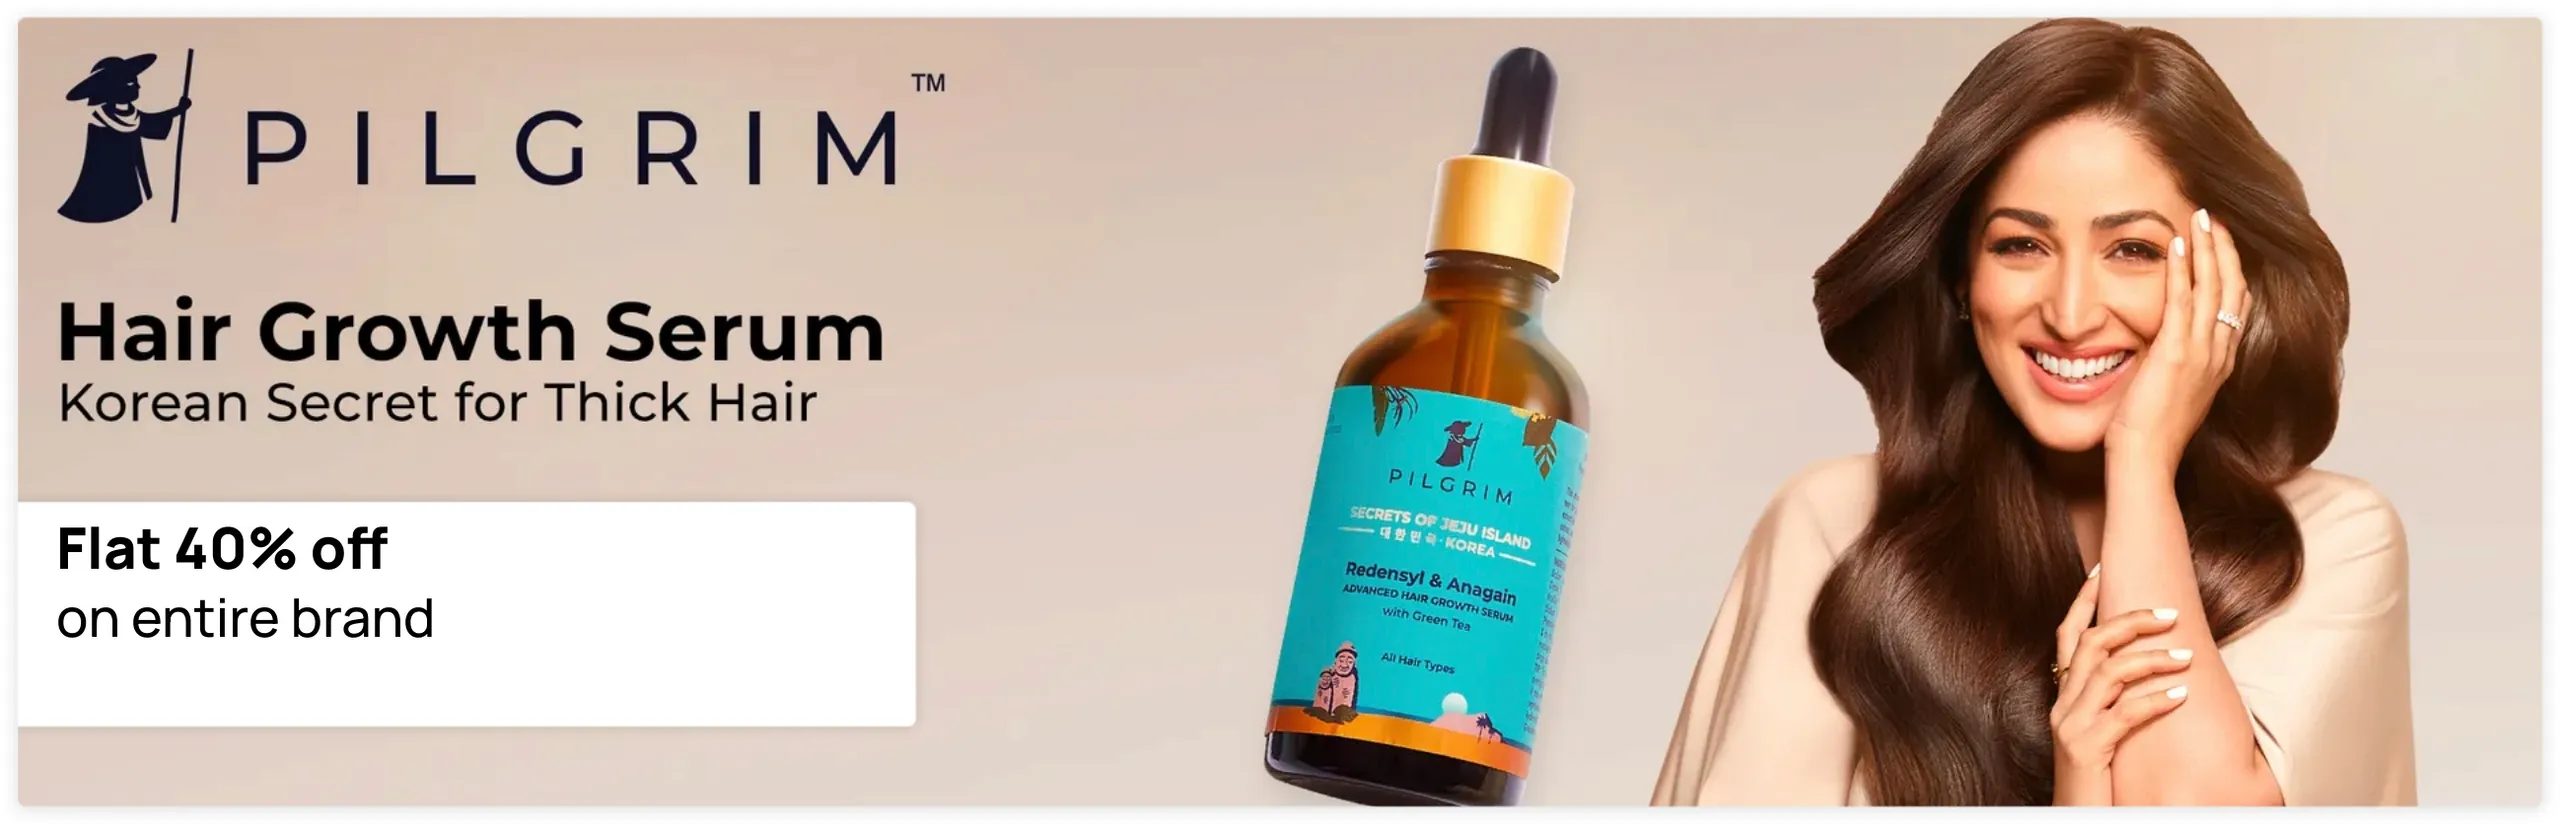 PILGRIM™
Hair Growth Serum
Korean Secret for Thick Hair
Flat 40% off
on entire brand
PILGRIM
SECRETS OF JEJU ISLAND
대한민국·KOREA
Redensyl & Anagain
ADVANCED HAIR GROWTH SERUM
with Green Tea
All Hair Types